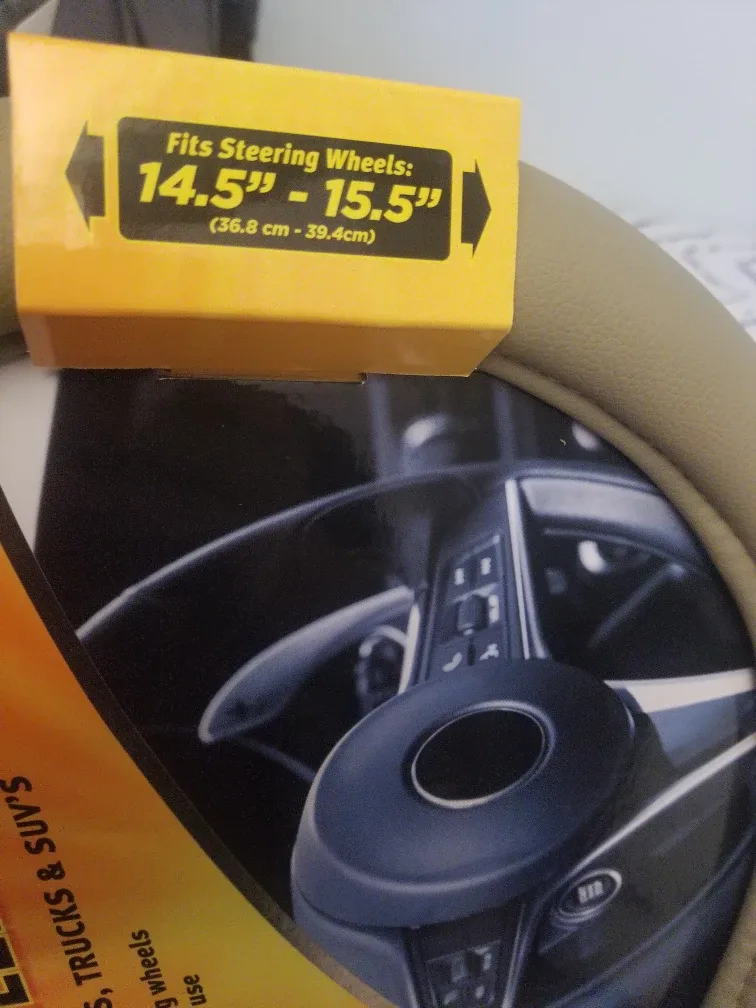 Fits Steering Wheels:
14.5” - 15.5”
(36.8 cm - 39.4cm)
TRUCKS & SUV'S
wheels
use